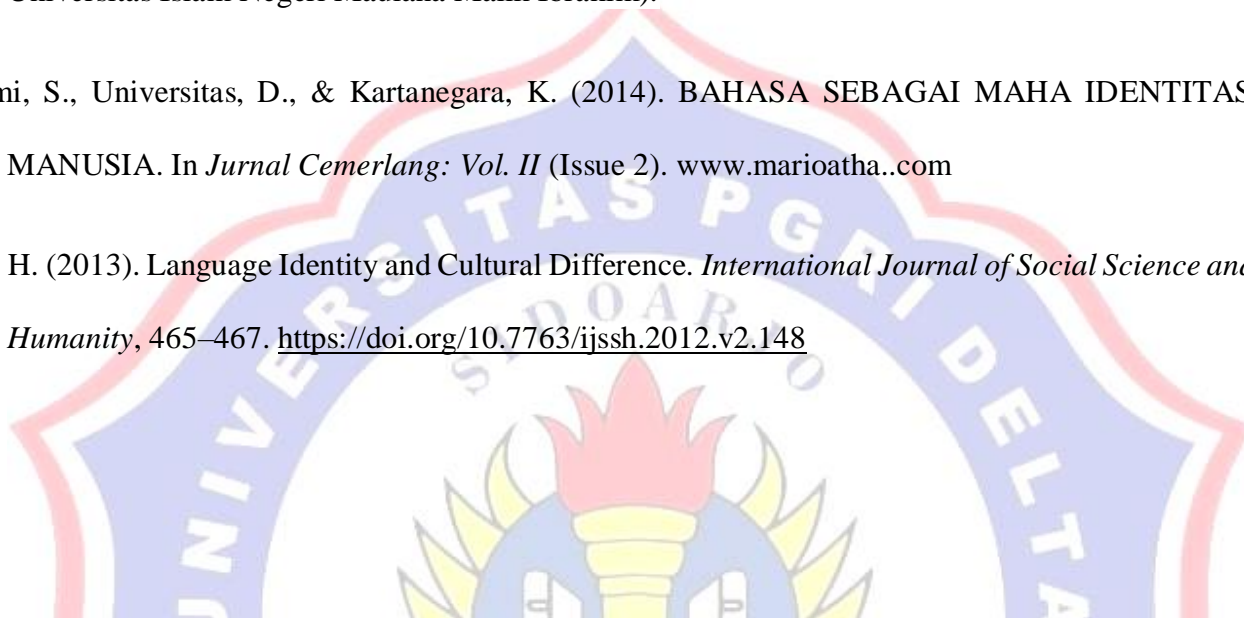 Universitas Islam Negeri Maulana Malik Ibrahim).
mi, S., Universitas, D., & Kartanegara, K. (2014). BAHASA SEBAGAI MAHA IDENTITAS
MANUSIA. In Jurnal Cemerlang: Vol. II (Issue 2). www.marioatha..com
H. (2013). Language Identity and Cultural Difference. International Journal of Social Science and
Humanity, 465–467. https://doi.org/10.7763/ijssh.2012.v2.148
UNIVERSITAS PGRI DELTA
SIDOARJO